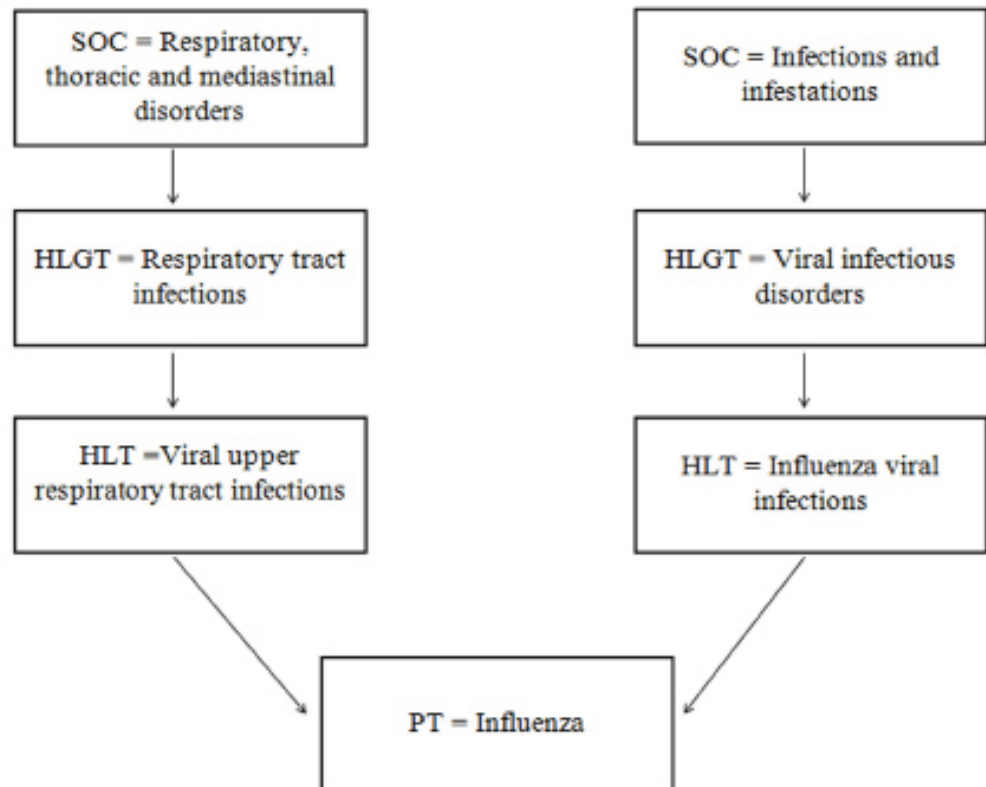 SOC = Respiratory,
thoracic and mediastinal
disorders
SOC = Infections and
infestations
HLGT = Respiratory tract
infections
HLGT = Viral infectious
disorders
HLT =Viral upper
respiratory tract infections
HLT = Influenza viral
infections
PT = Influenza